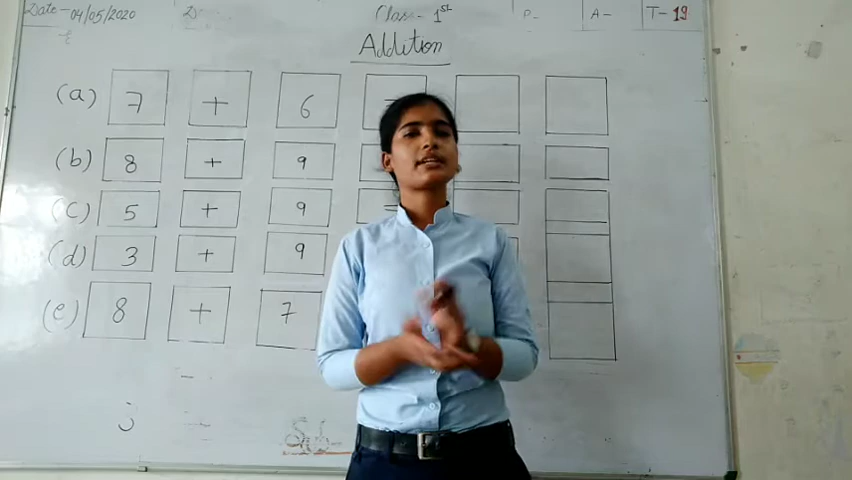 Date - 04/05/2020 Class - 1st P- A- T- 19
Addition
(a) 7 + 6 =
(b) 8 + 9
(c) 5 + 9 =
(d) 3 + 9
(e) 8 + 7